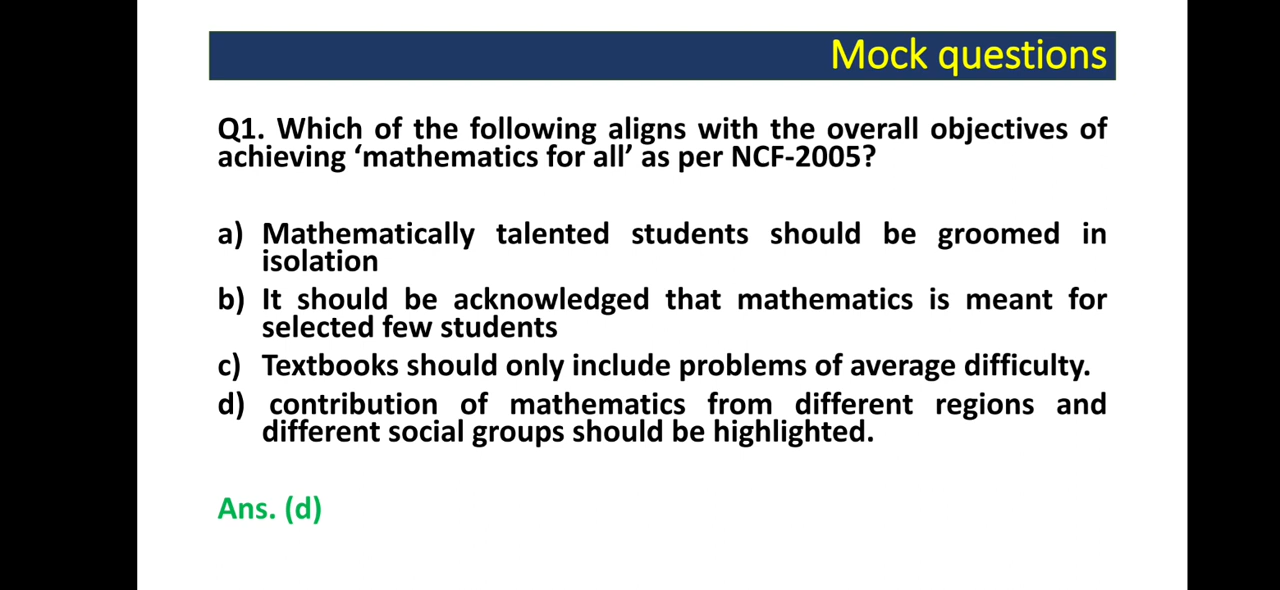 Mock questions
Q1. Which of the following aligns with the overall objectives of
achieving ‘mathematics for all’ as per NCF-2005?
a) Mathematically talented students should be groomed in
isolation
b) It should be acknowledged that mathematics is meant for
selected few students
c) Textbooks should only include problems of average difficulty.
d) contribution of mathematics from different regions and
different social groups should be highlighted.
Ans. (d)